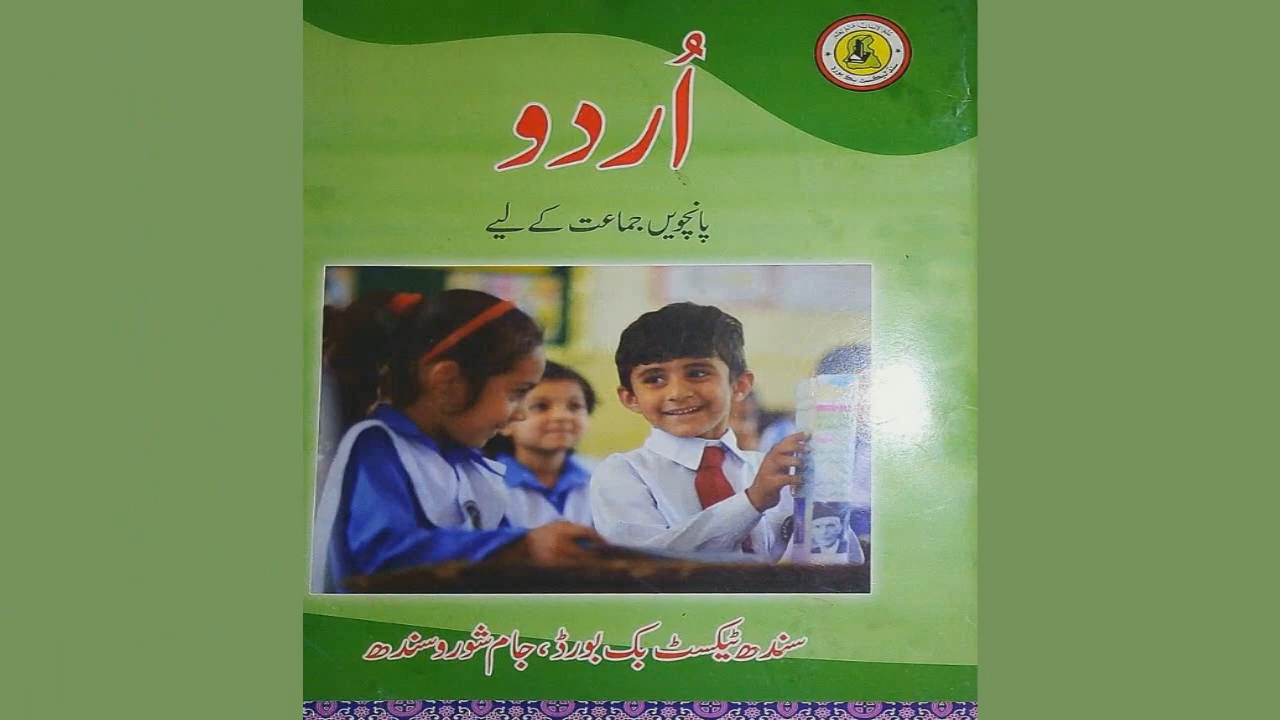 اُردو
پانچویں جماعت کے لیے
سندھ ٹیکسٹ بک بورڈ، جام شورو سندھ